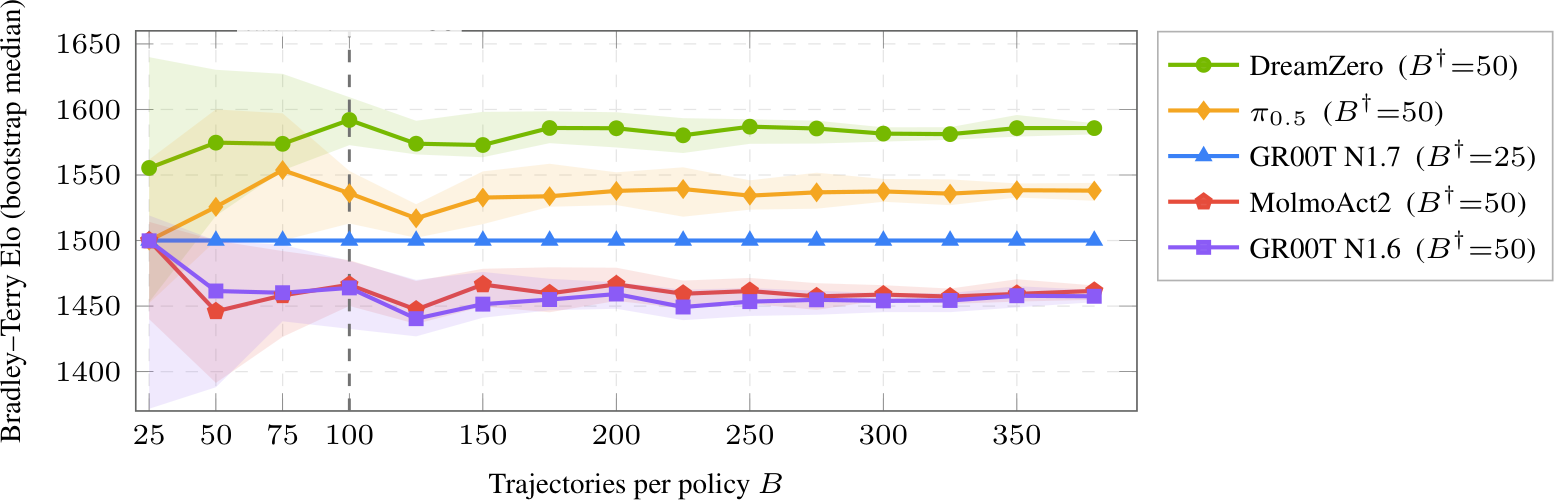 Bradley–Terry Elo (bootstrap median)
1650
1600
1550
1500
1450
1400
25 50 75 100 150 200 250 300 350
Trajectories per policy B
DreamZero (B†=50)
π0.5 (B†=50)
GR00T N1.7 (B†=25)
MolmoAct2 (B†=50)
GR00T N1.6 (B†=50)